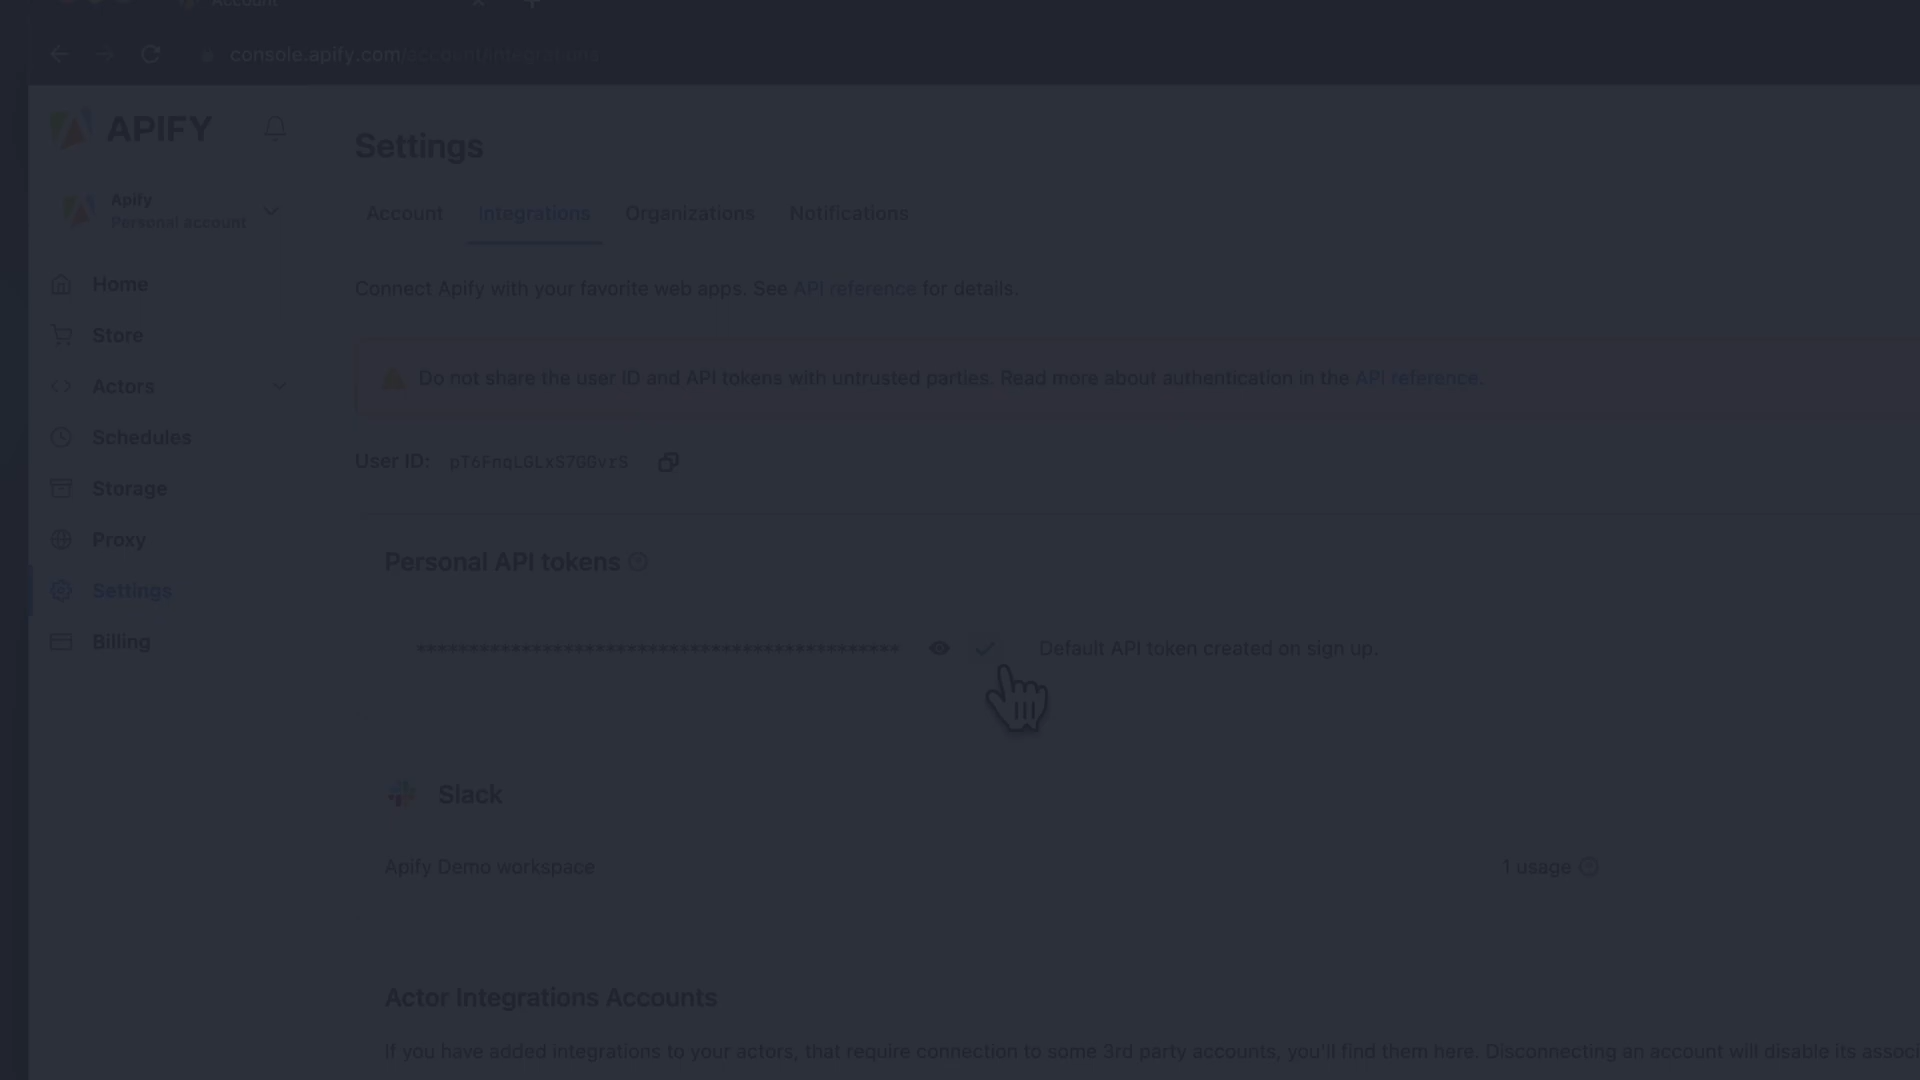 Account
console.apify.com/account/integrations
APIFY
Settings
Apify
Personal account
Account Integrations Organizations Notifications
Home
Connect Apify with your favorite web apps. See API reference for details.
Store
Actors
Do not share the user ID and API tokens with untrusted parties. Read more about authentication in the API reference.
Schedules
User ID: pT6FnqLGLxS7GGvrS
Storage
Proxy
Personal API tokens
Settings
Billing
********************************************** Default API token created on sign up.
Slack
Apify Demo workspace 1 usage
Actor Integrations Accounts
If you have added integrations to your actors, that require connection to some 3rd party accounts, you'll find them here. Disconnecting an account will disable its associ